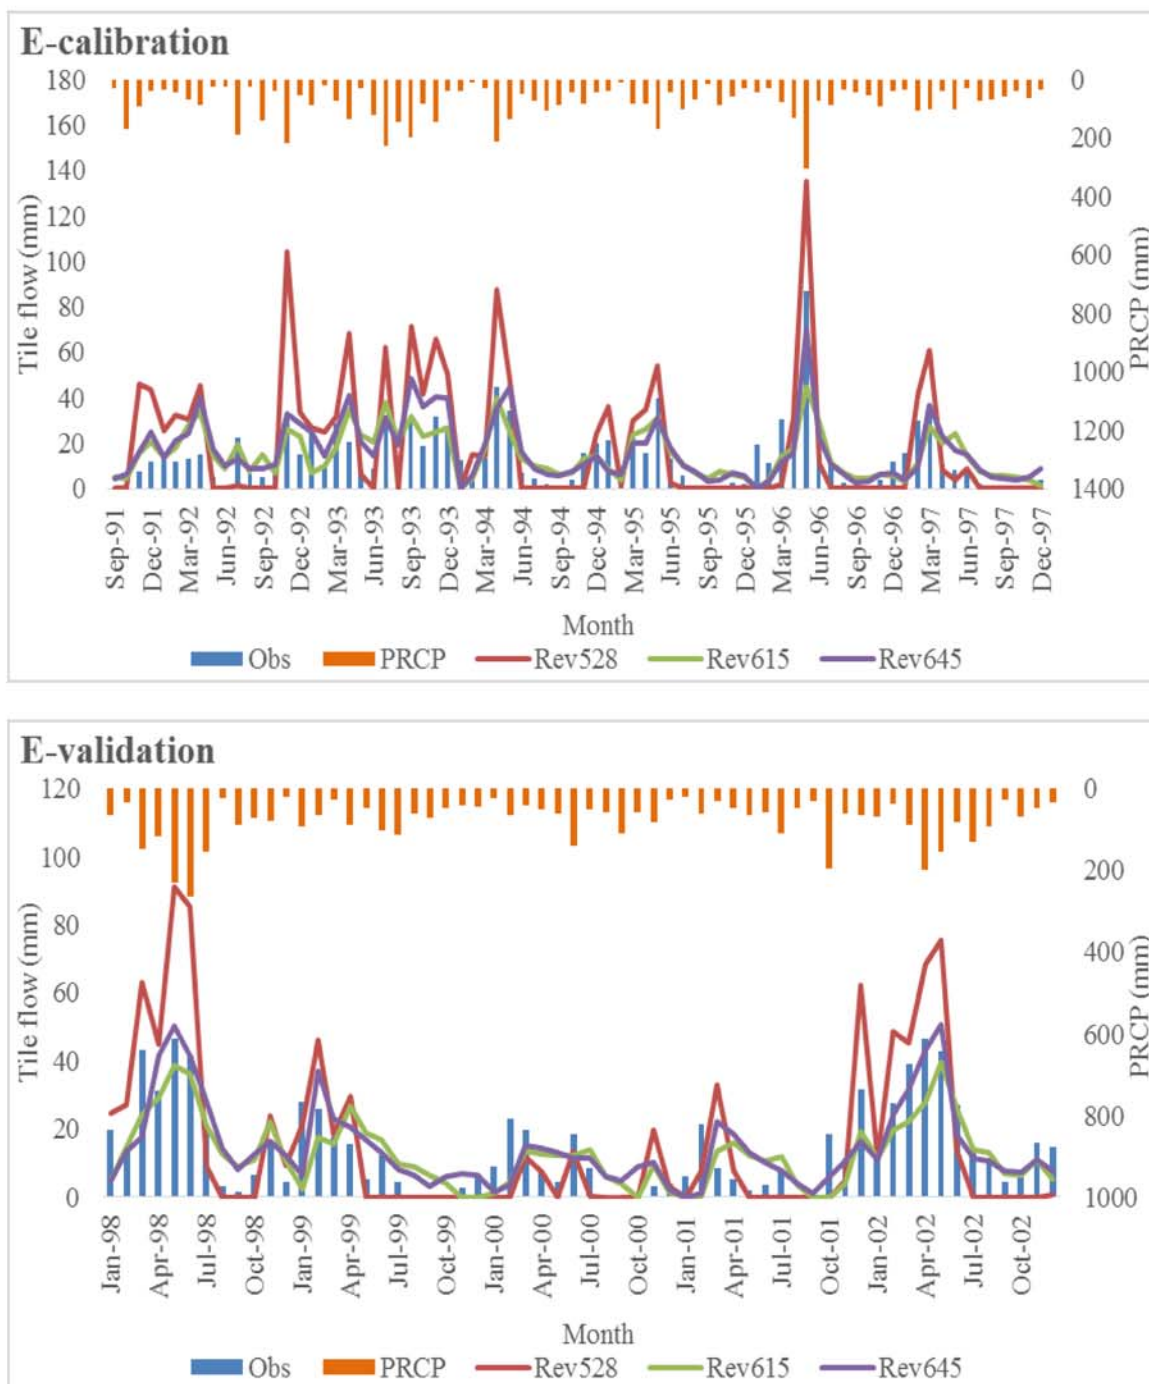 E-calibration
180
160
140
120
100
80
60
40
20
0
Tile flow (mm)
0
200
400
600
800
1000
1200
1400
PRCP (mm)
Sep-91
Dec-91
Mar-92
Jun-92
Sep-92
Dec-92
Mar-93
Jun-93
Sep-93
Dec-93
Mar-94
Jun-94
Sep-94
Dec-94
Mar-95
Jun-95
Sep-95
Dec-95
Mar-96
Jun-96
Sep-96
Dec-96
Mar-97
Jun-97
Sep-97
Dec-97
Month
Obs PRCP Rev528 Rev615 Rev645
E-validation
120
100
80
60
40
20
0
Tile flow (mm)
0
200
400
600
800
1000
PRCP (mm)
Jan-98
Apr-98
Jul-98
Oct-98
Jan-99
Apr-99
Jul-99
Oct-99
Jan-00
Apr-00
Jul-00
Oct-00
Jan-01
Apr-01
Jul-01
Oct-01
Jan-02
Apr-02
Jul-02
Oct-02
Month
Obs PRCP Rev528 Rev615 Rev645